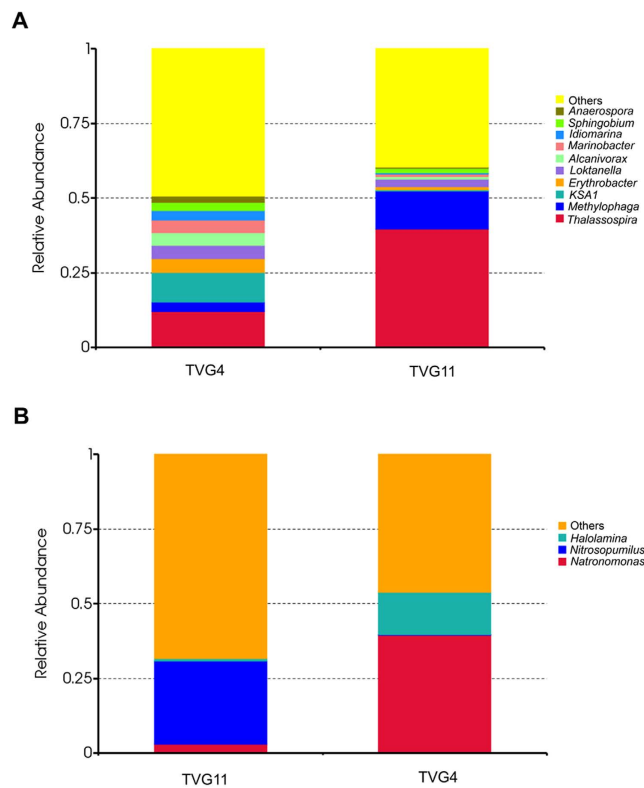 A
1
0.75
0.5
0.25
0
Relative Abundance
TVG4
TVG11
Others
Anaerospora
Sphingobium
Idiomarina
Marinobacter
Alcanivorax
Loktanella
Erythrobacter
KSA1
Methylophaga
Thalassospira
B
1
0.75
0.5
0.25
0
Relative Abundance
TVG11
TVG4
Others
Halolamina
Nitrosopumilus
Natronomonas